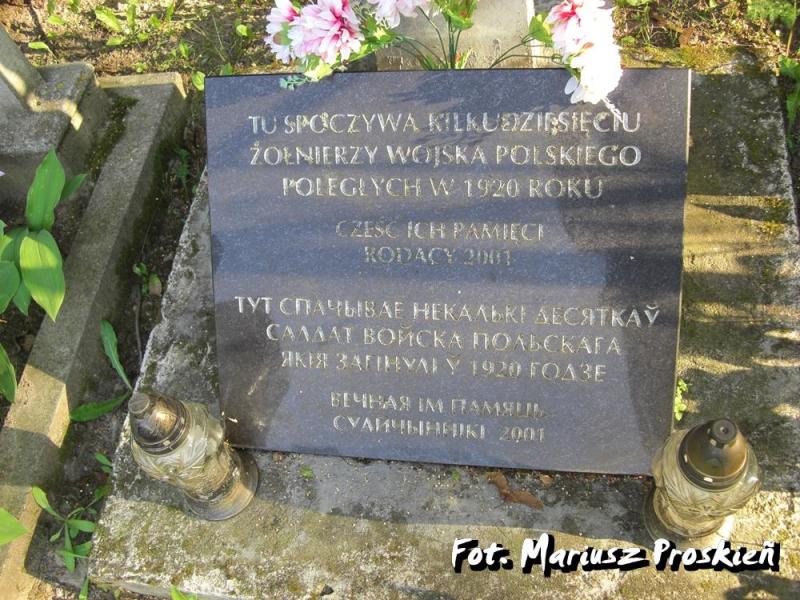 TU SPOCZYWA KILKUDZIESIĘCIU
ŻOŁNIERZY WOJSKA POLSKIEGO
POLEGŁYCH W 1920 ROKU
CZEŚĆ ICH PAMIĘCI
RODACY 2001
ТУТ СПАЧЫВАЕ НЕКАЛЬКІ ДЕСЯТКАЎ
САЛДАТ ВОЙСКА ПОЛЬСКАГА
ЯКІЯ ЗАГІНУЛІ Ў 1920 ГОДЗЕ
ВЕЧНАЯ ІМ ПАМЯЦЬ
СУАИЧЫННІКІ 2001
Fot. Mariusz Proskień